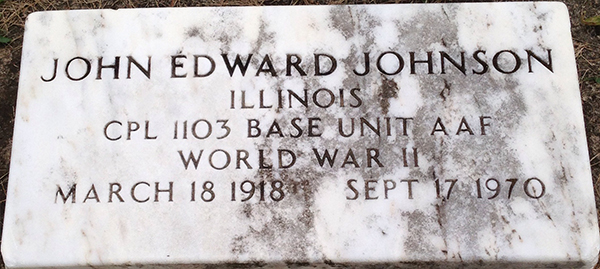 JOHN EDWARD JOHNSON
ILLINOIS
CPL 1103 BASE UNIT AAF
WORLD WAR II
MARCH 18 1918 SEPT 17 1970